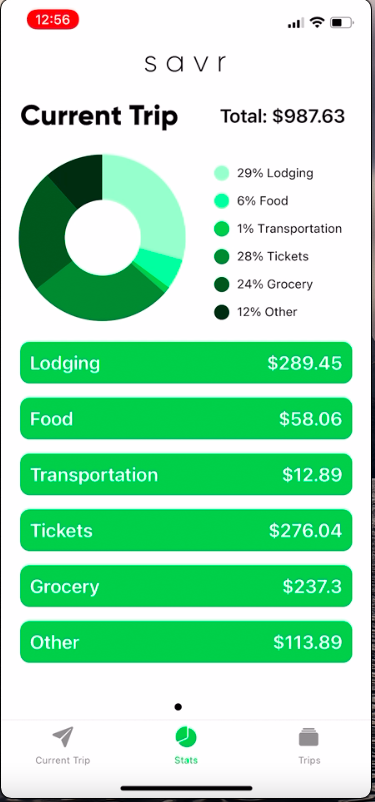 12:56
savr
Current Trip
Total: $987.63
29% Lodging
6% Food
1% Transportation
28% Tickets
24% Grocery
12% Other
Lodging $289.45
Food $58.06
Transportation $12.89
Tickets $276.04
Grocery $237.3
Other $113.89
Current Trip Stats Trips